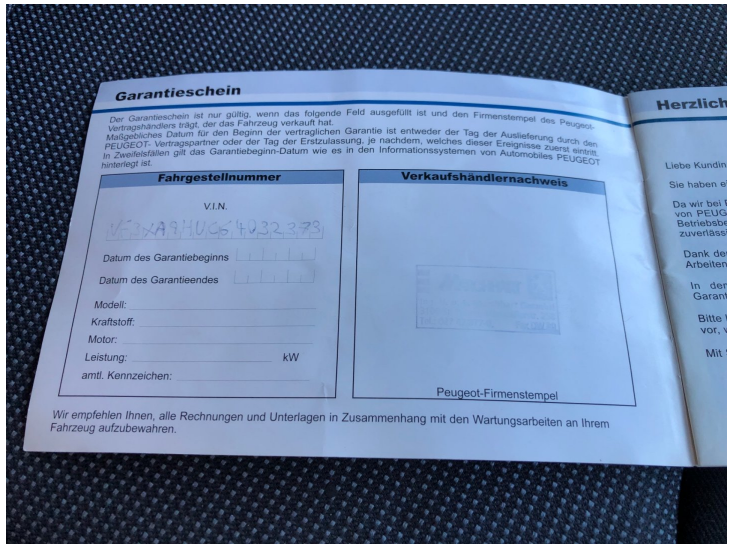 Garantieschein
Der Garantieschein ist nur gültig, wenn das folgende Feld ausgefüllt ist und den Firmenstempel des Peugeot-
Vertragshändlers trägt, der das Fahrzeug verkauft hat.
Maßgebliches Datum für den Beginn der vertraglichen Garantie ist entweder der Tag der Auslieferung durch den
PEUGEOT- Vertragspartner oder der Tag der Erstzulassung, je nachdem, welches dieser Ereignisse zuerst eintritt.
In Zweifelsfällen gilt das Garantiebeginn-Datum wie es in den Informationssystemen von Automobiles PEUGEOT
hinterlegt ist.
Fahrgestellnummer
V.I.N.
Datum des Garantiebeginns
Datum des Garantieendes
Modell:
Kraftstoff:
Motor:
Leistung: kW
amtl. Kennzeichen:
Verkaufshändlernachweis
Peugeot-Firmenstempel
Wir empfehlen Ihnen, alle Rechnungen und Unterlagen in Zusammenhang mit den Wartungsarbeiten an Ihrem
Fahrzeug aufzubewahren.
Herzlich
Liebe Kundin
Sie haben
Da wir bei
von PEUG
Betriebsbe
zuverläss
Dank de
Arbeiten
In der
Garant
Bitte
vor,
Mit